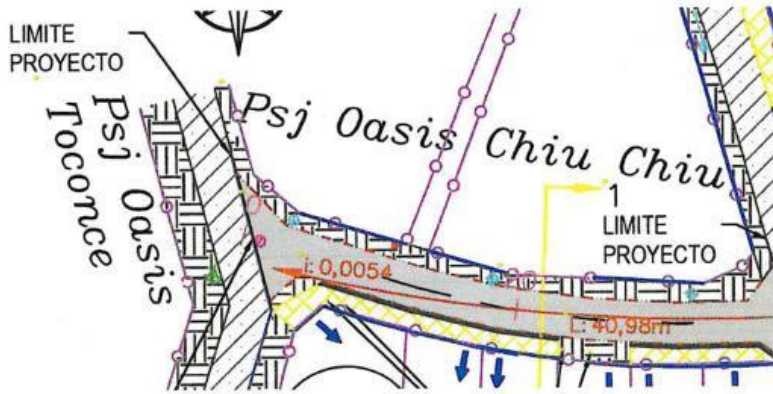 LIMITE
PROYECTO
Psj Oasis
Toconce
Psj Oasis Chiu Chiu
1
LIMITE
PROYECTO
i: 0,0054
L: 40,98m